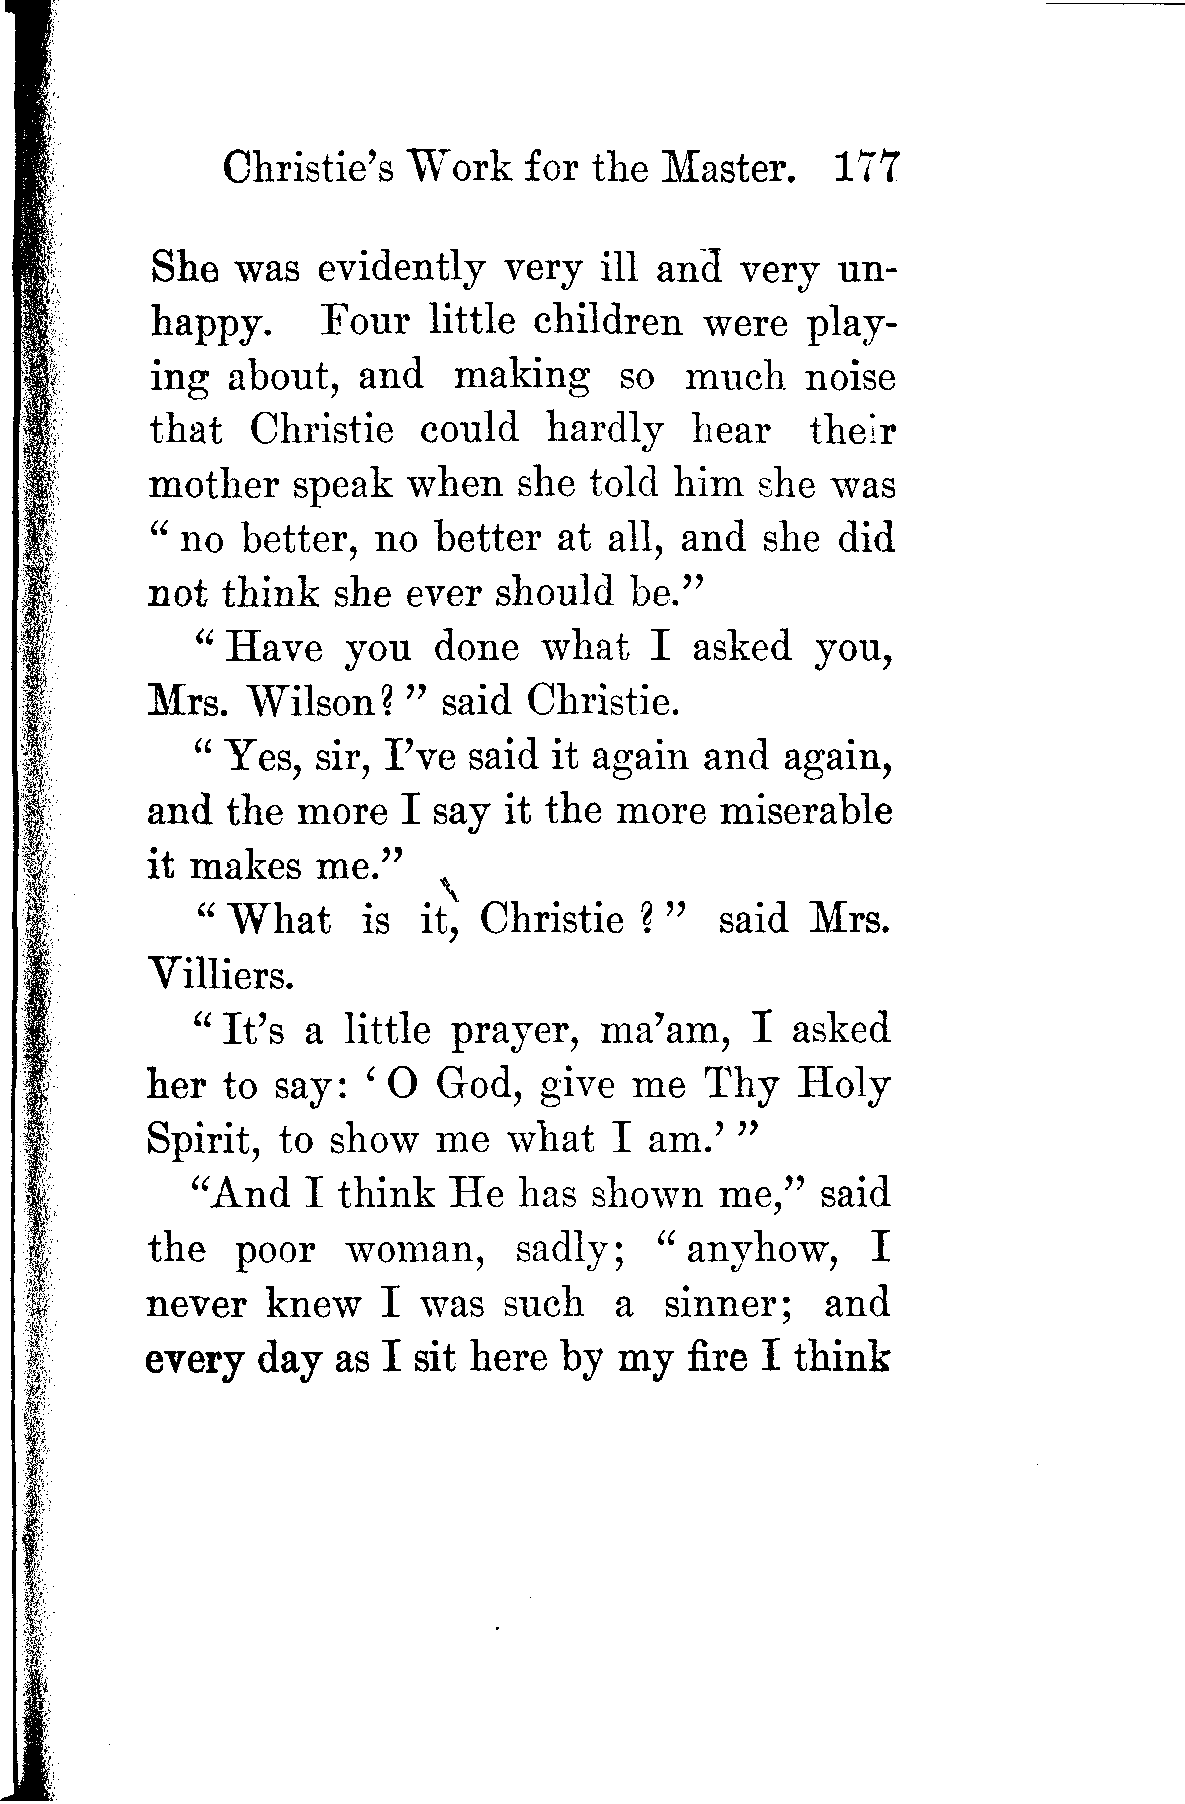 Christie's Work for the Master. 177
She was evidently very ill and very un-
happy. Four little children were play-
ing about, and making so much noise
that Christie could hardly hear their
mother speak when she told him she was
“ no better, no better at all, and she did
not think she ever should be.”
“ Have you done what I asked you,
Mrs. Wilson? ” said Christie.
“ Yes, sir, I’ve said it again and again,
and the more I say it the more miserable
it makes me.”
“ What is it, Christie ? ” said Mrs.
Villiers.
“ It’s a little prayer, ma’am, I asked
her to say: ‘ O God, give me Thy Holy
Spirit, to show me what I am.’ ”
“And I think He has shown me,” said
the poor woman, sadly; “ anyhow, I
never knew I was such a sinner; and
every day as I sit here by my fire I think